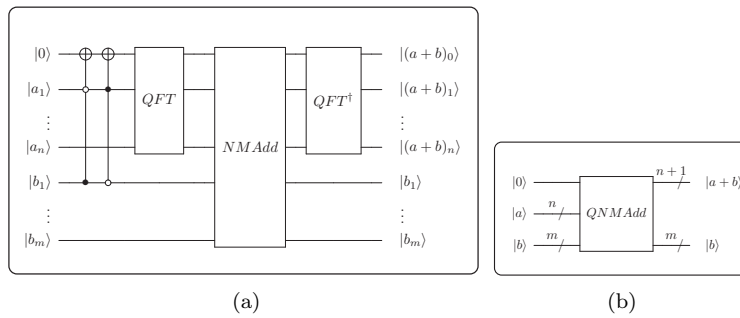 |0⟩ |(a + b)₀⟩
|a₁⟩ QFT QFT† |(a + b)₁⟩
⋮ ⋮
|aₙ⟩ NMAdd |(a + b)ₙ⟩
|b₁⟩ |b₁⟩
⋮ ⋮
|bₘ⟩ |bₘ⟩
(a)
|0⟩ n + 1 |a + b⟩
|a⟩ n QNMAdd
|b⟩ m m |b⟩
(b)